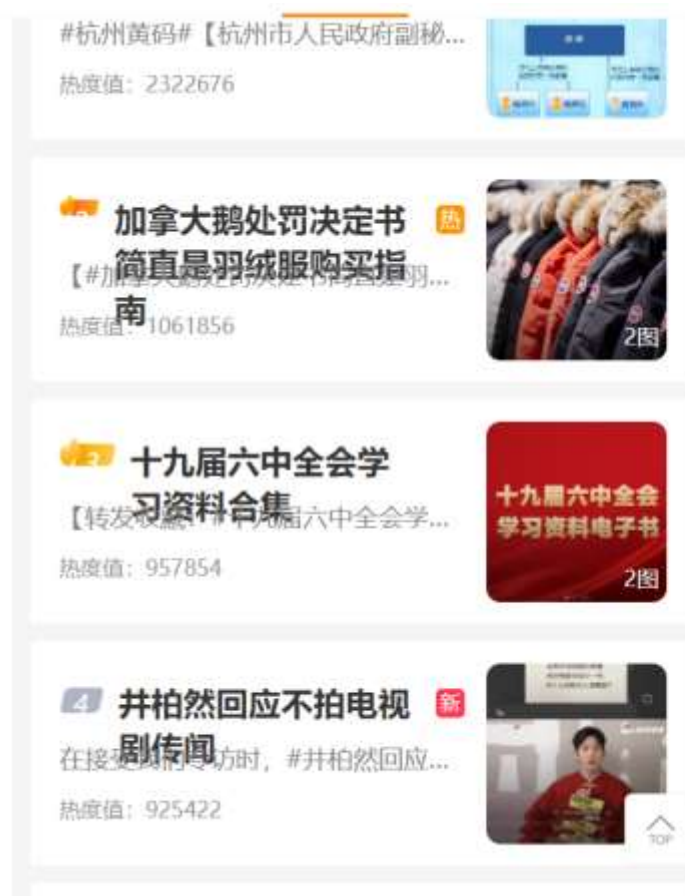 #杭州黄码#【杭州市人民政府副秘...
热度值：2322676
2
加拿大鹅处罚决定书
热
简直是羽绒服购买指
【#加拿大鹅处罚决定书简直是羽...
南
热度值：1061856
2图
3
十九届六中全会学
习资料合集
【转发收藏！#十九届六中全会学...
热度值：957854
十九届六中全会
学习资料电子书
2图
4
井柏然回应不拍电视
新
剧传闻
在接受我们专访时，#井柏然回应...
热度值：925422
TOP